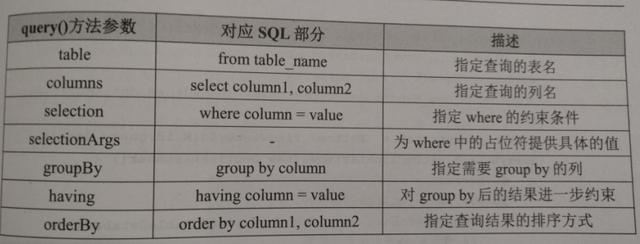 query()方法参数 对应 SQL 部分 描述
table from table_name 指定查询的表名
columns select column1, column2 指定查询的列名
selection where column = value 指定 where 的约束条件
selectionArgs - 为 where 中的占位符提供具体的值
groupBy group by column 指定需要 group by 的列
having having column = value 对 group by 后的结果进一步约束
orderBy order by column1, column2 指定查询结果的排序方式